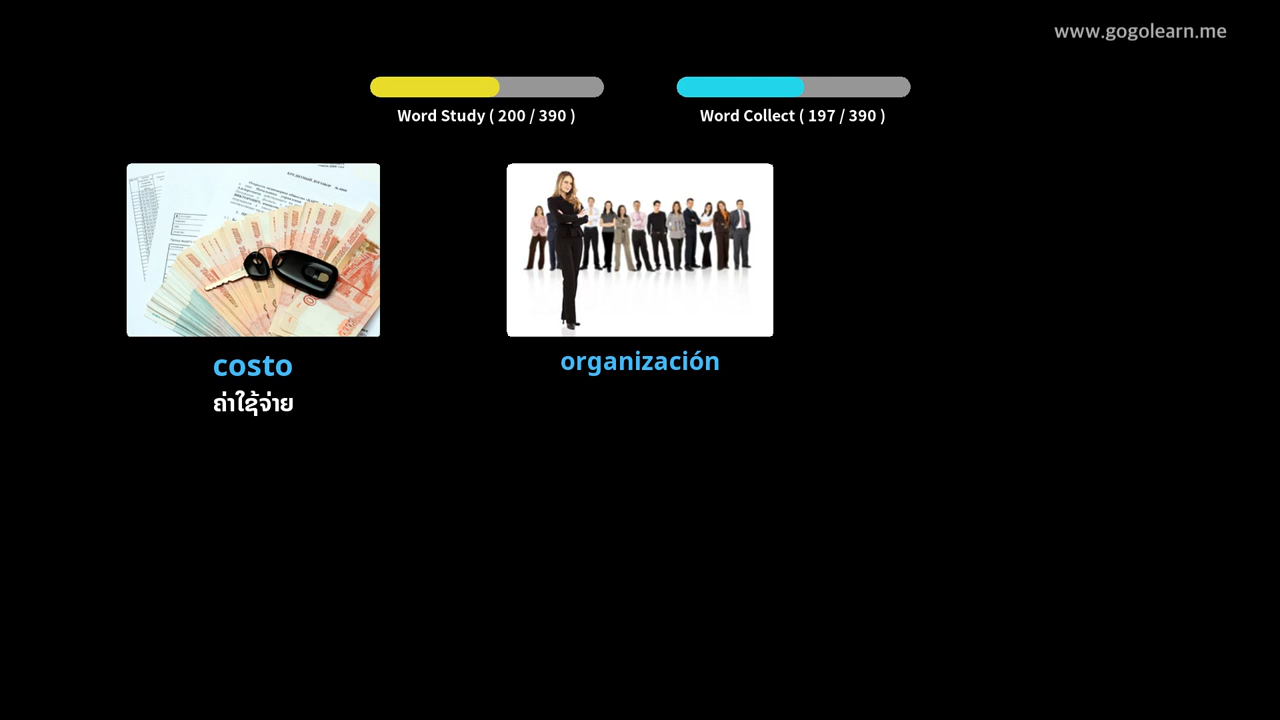 www.gogolearn.me
Word Study ( 200 / 390 )
Word Collect ( 197 / 390 )
costo
ค่าใช้จ่าย
organización